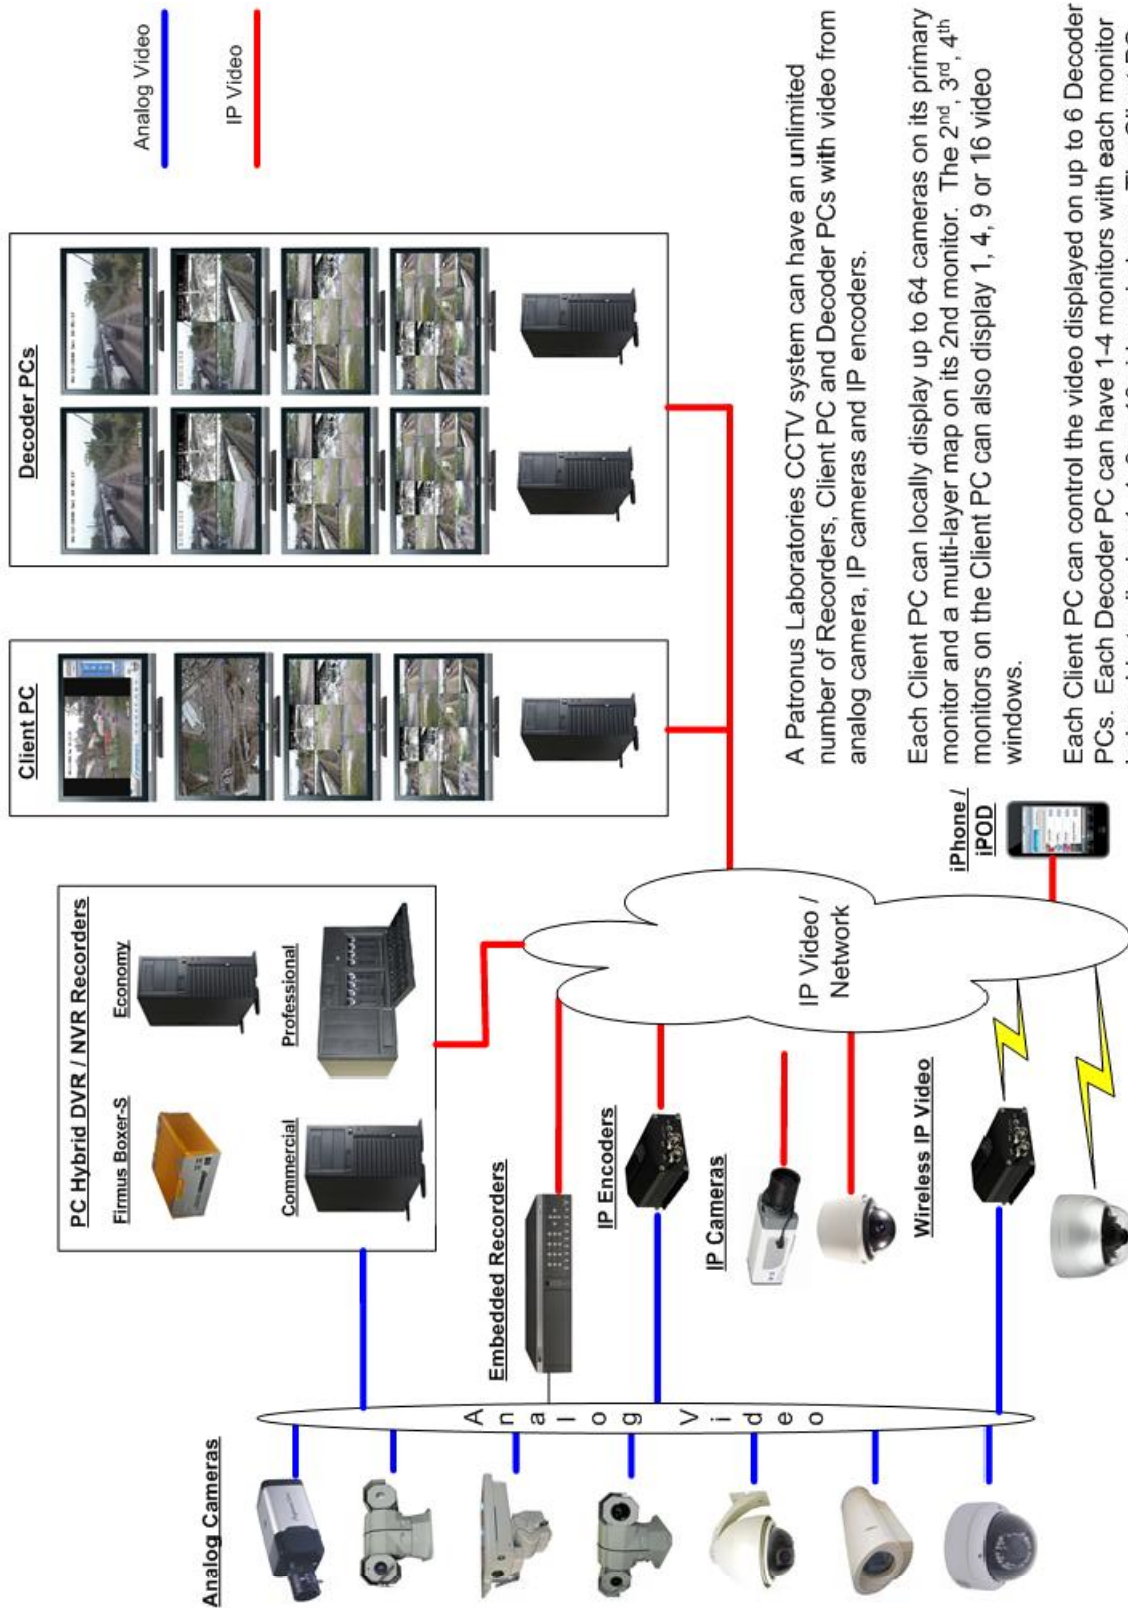 Analog Cameras
Analog Video
PC Hybrid DVR / NVR Recorders
Firmus Boxer-S
Economy
Commercial
Professional
Embedded Recorders
IP Encoders
IP Cameras
Wireless IP Video
IP Video /
Network
iPhone /
iPOD
Client PC
Decoder PCs
Analog Video
IP Video
A Patronus Laboratories CCTV system can have an unlimited
number of Recorders, Client PC and Decoder PCs with video from
analog camera, IP cameras and IP encoders.
Each Client PC can locally display up to 64 cameras on its primary
monitor and a multi-layer map on its 2nd monitor. The 2nd, 3rd, 4th
monitors on the Client PC can also display 1, 4, 9 or 16 video
windows.
Each Client PC can control the video displayed on up to 6 Decoder
PCs. Each Decoder PC can have 1-4 monitors with each monitor